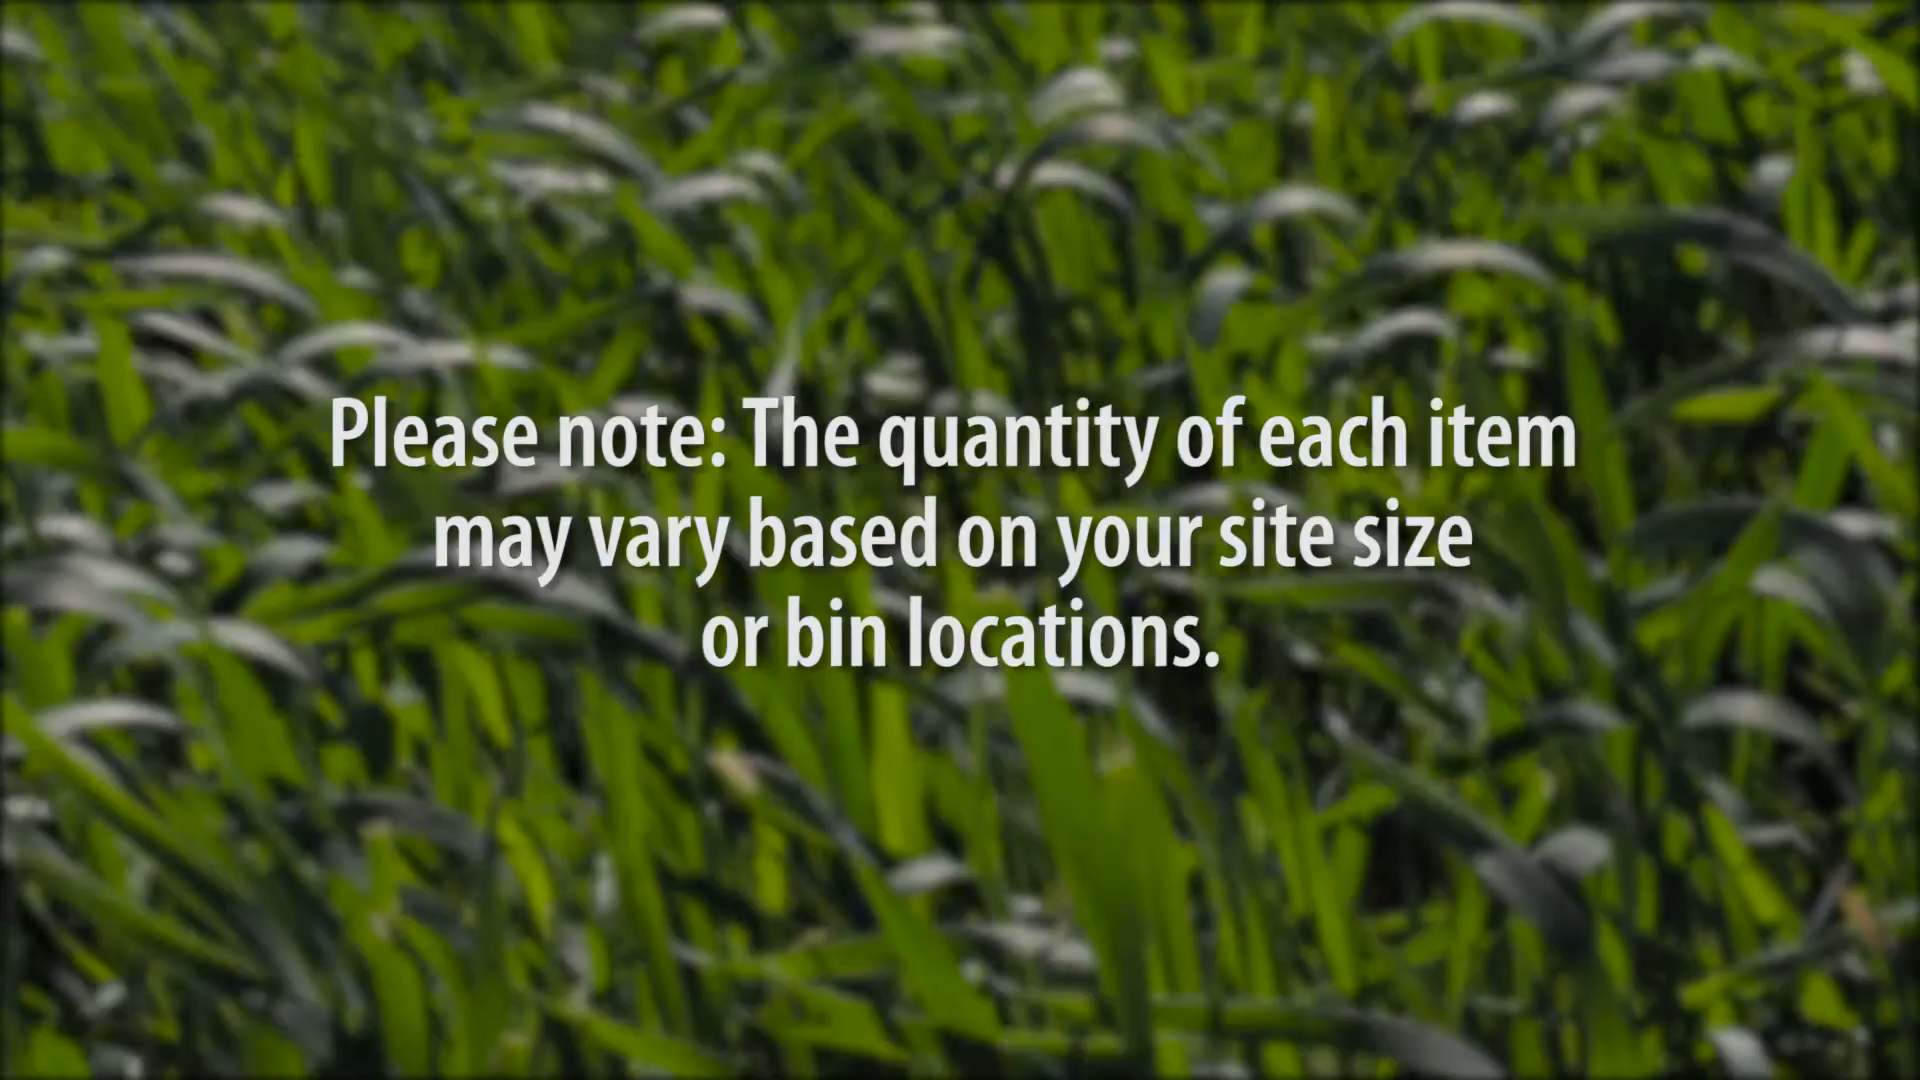 Please note: The quantity of each item
may vary based on your site size
or bin locations.